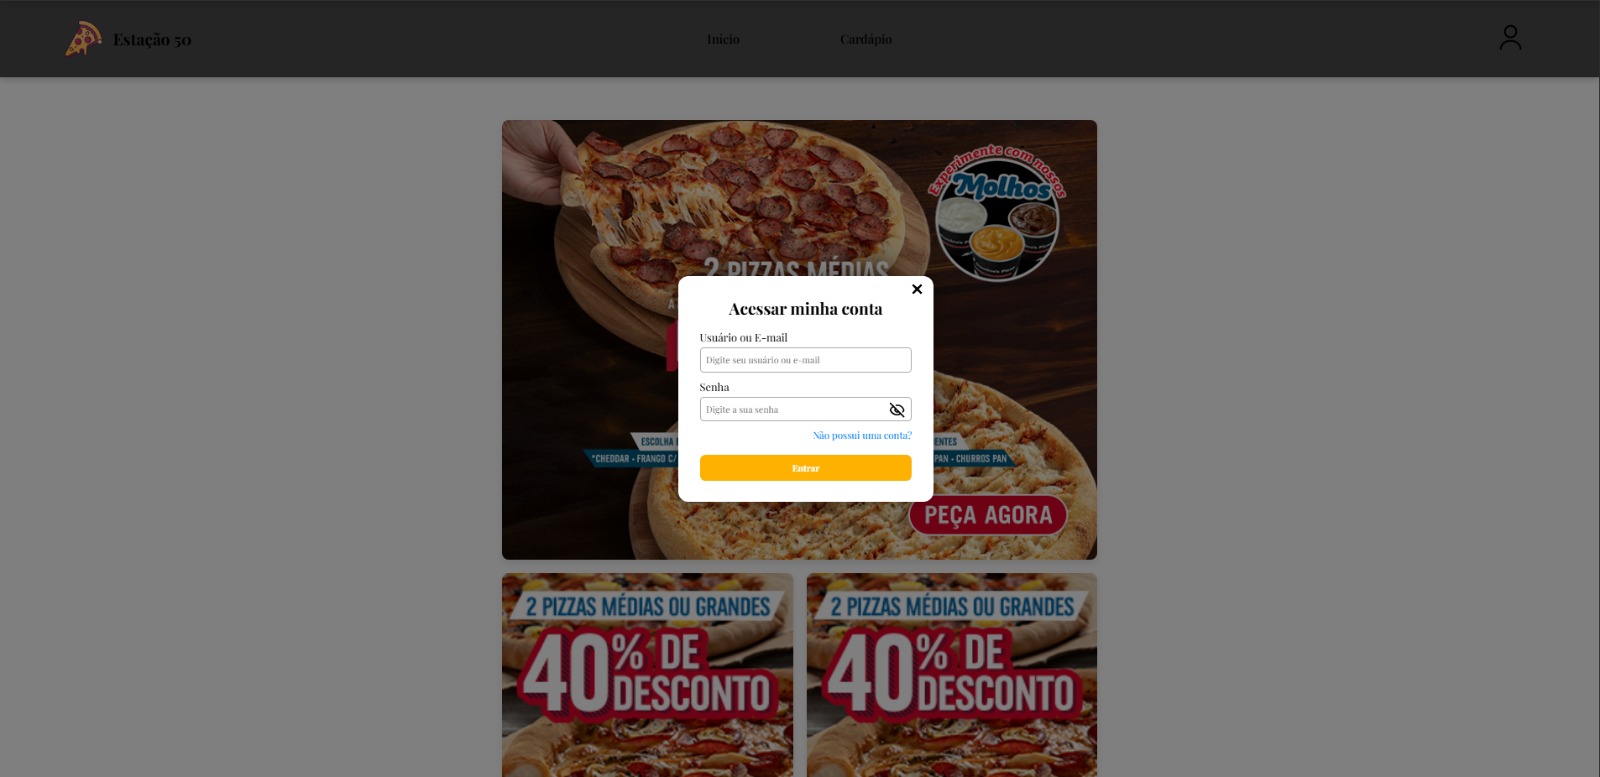 Estação 50
Início
Cardápio
Experimente com nossos
Molhos
2 PIZZAS MÉDIAS
Acessar minha conta
Usuário ou E-mail
Digite seu usuário ou e-mail
Senha
Digite a sua senha
Não possui uma conta?
Entrar
ESCOLHA
*CHEDDAR • FRANGO C/
PAN • CHURROS PAN
PEÇA AGORA
2 PIZZAS MÉDIAS OU GRANDES
40% DE
DESCONTO
2 PIZZAS MÉDIAS OU GRANDES
40% DE
DESCONTO